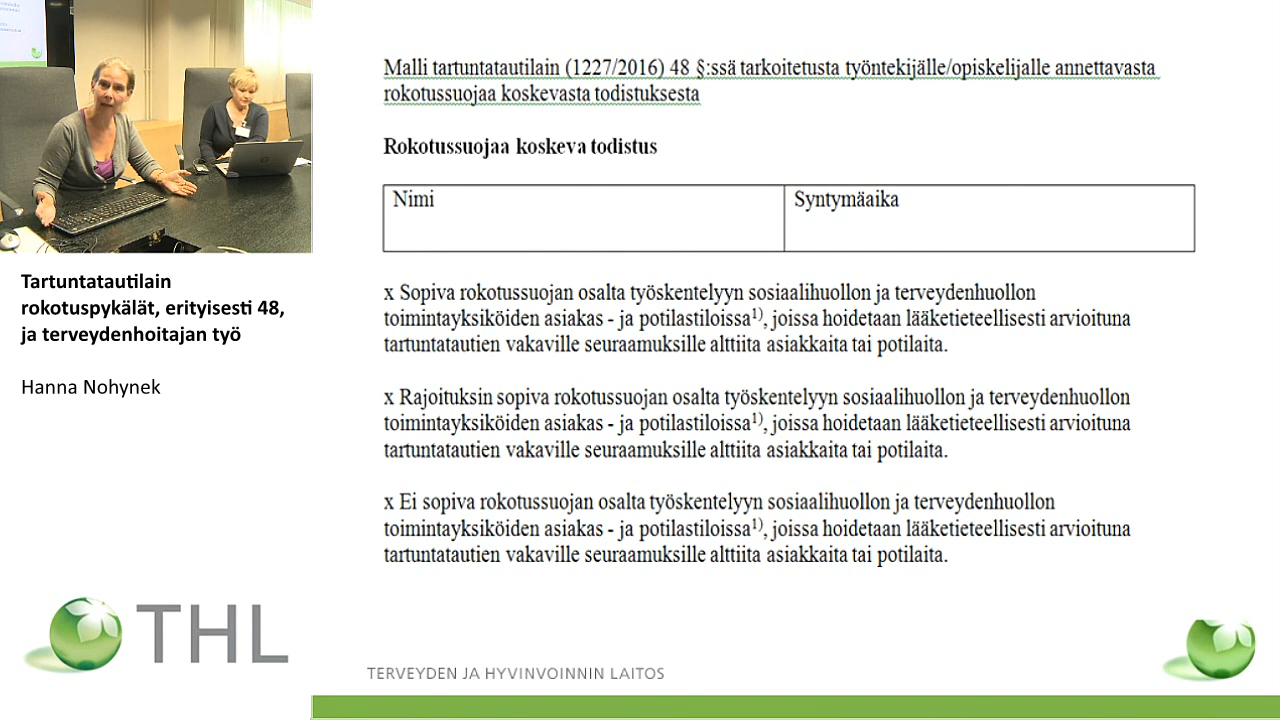 Malli tartuntatautilain (1227/2016) 48 §:ssä tarkoitetusta työntekijälle/opiskelijalle annettavasta
rokotussuojaa koskevasta todistuksesta
Rokotussuojaa koskeva todistus
Nimi
Syntymäaika
x Sopiva rokotussuojan osalta työskentelyyn sosiaalihuollon ja terveydenhuollon
toimintayksiköiden asiakas - ja potilastiloissa¹⁾, joissa hoidetaan lääketieteellisesti arvioituna
tartuntatautien vakaville seuraamuksille alttiita asiakkaita tai potilaita.
x Rajoituksin sopiva rokotussuojan osalta työskentelyyn sosiaalihuollon ja terveydenhuollon
toimintayksiköiden asiakas - ja potilastiloissa¹⁾, joissa hoidetaan lääketieteellisesti arvioituna
tartuntatautien vakaville seuraamuksille alttiita asiakkaita tai potilaita.
x Ei sopiva rokotussuojan osalta työskentelyyn sosiaalihuollon ja terveydenhuollon
toimintayksiköiden asiakas - ja potilastiloissa¹⁾, joissa hoidetaan lääketieteellisesti arvioituna
tartuntatautien vakaville seuraamuksille alttiita asiakkaita tai potilaita.
Tartuntatautilain
rokotuspykälät, erityisesti 48,
ja terveydenhoitajan työ
Hanna Nohynek
THL
TERVEYDEN JA HYVINVOINNIN LAITOS